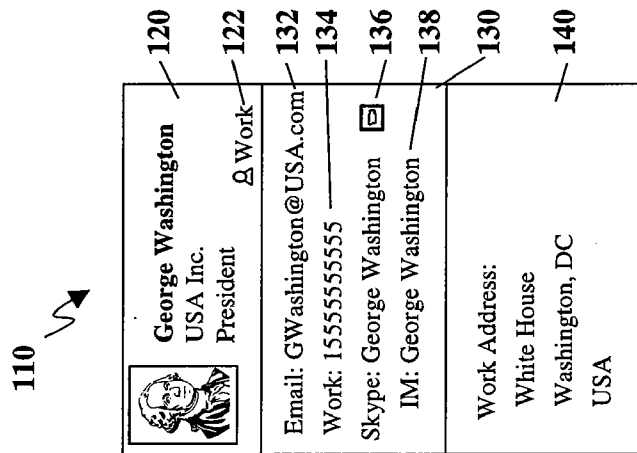 110
George Washington
USA Inc.
President
Work
Email: GWashington@USA.com
Work: 15555555555
Skype: George Washington
IM: George Washington
Work Address:
White House
Washington, DC
USA
120
122
132
134
136
138
130
140